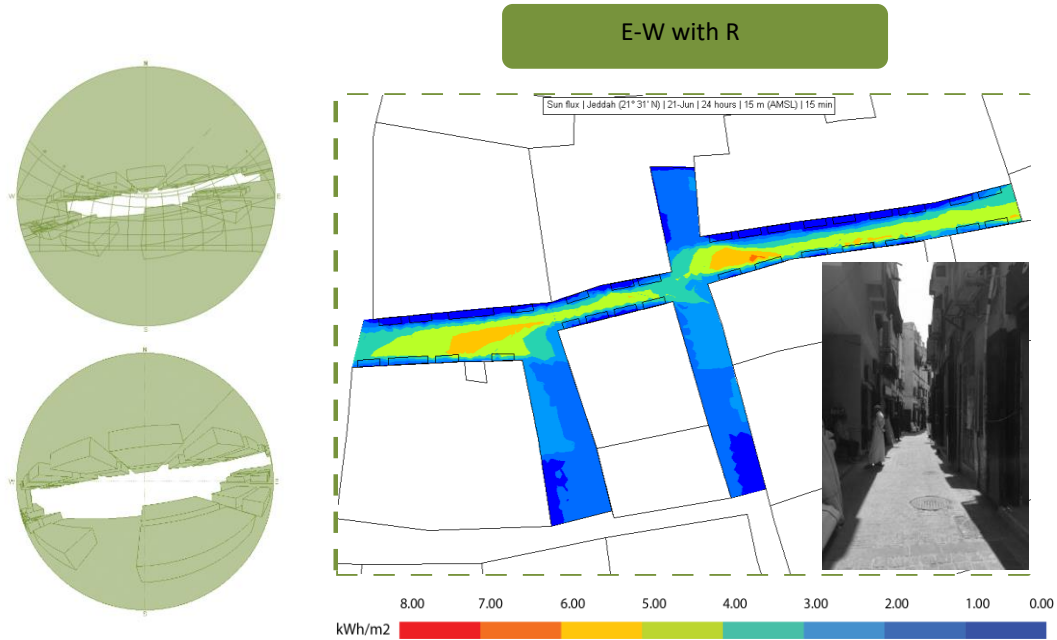 E-W with R
Sun flux | Jeddah (21° 31' N) | 21-Jun | 24 hours | 15 m (AMSL) | 15 min
N
W
E
S
N
W
E
S
8.00 7.00 6.00 5.00 4.00 3.00 2.00 1.00 0.00
kWh/m2